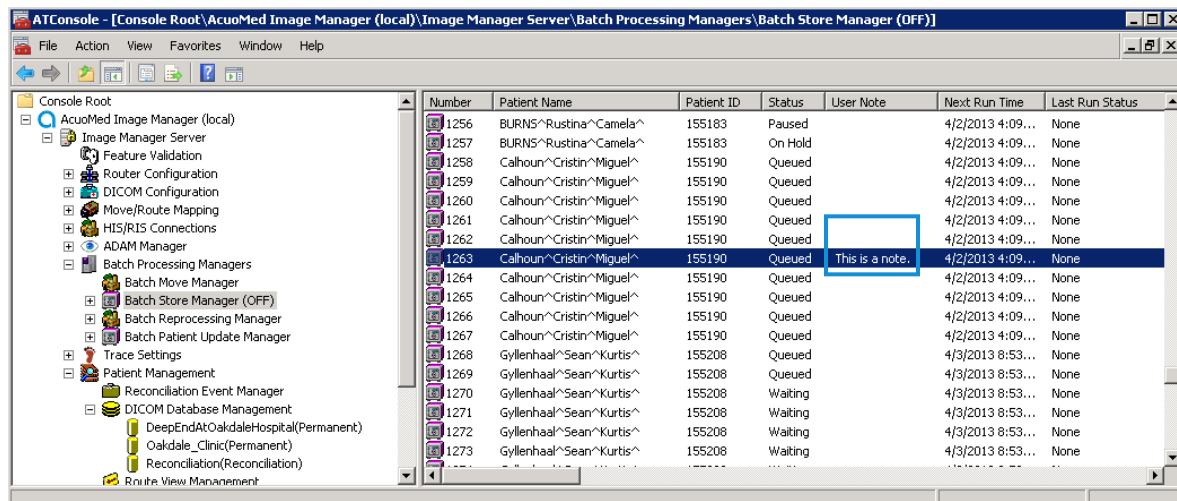 ATConsole - [Console Root\AcuoMed Image Manager (local)\Image Manager Server\Batch Processing Managers\Batch Store Manager (OFF)]
File Action View Favorites Window Help
Console Root
AcuoMed Image Manager (local)
Image Manager Server
Feature Validation
Router Configuration
DICOM Configuration
Move/Route Mapping
HIS/RIS Connections
ADAM Manager
Batch Processing Managers
Batch Move Manager
Batch Store Manager (OFF)
Batch Reprocessing Manager
Batch Patient Update Manager
Trace Settings
Patient Management
Reconciliation Event Manager
DICOM Database Management
DeepEndAtOakdaleHospital(Permanent)
Oakdale_Clinic(Permanent)
Reconciliation(Reconciliation)
Route View Management
Number Patient Name Patient ID Status User Note Next Run Time Last Run Status
1256 BURNS^Rustina^Camela^ 155183 Paused 4/2/2013 4:09... None
1257 BURNS^Rustina^Camela^ 155183 On Hold 4/2/2013 4:09... None
1258 Calhoun^Cristin^Miguel^ 155190 Queued 4/2/2013 4:09... None
1259 Calhoun^Cristin^Miguel^ 155190 Queued 4/2/2013 4:09... None
1260 Calhoun^Cristin^Miguel^ 155190 Queued 4/2/2013 4:09... None
1261 Calhoun^Cristin^Miguel^ 155190 Queued 4/2/2013 4:09... None
1262 Calhoun^Cristin^Miguel^ 155190 Queued 4/2/2013 4:09... None
1263 Calhoun^Cristin^Miguel^ 155190 Queued This is a note. 4/2/2013 4:09... None
1264 Calhoun^Cristin^Miguel^ 155190 Queued 4/2/2013 4:09... None
1265 Calhoun^Cristin^Miguel^ 155190 Queued 4/2/2013 4:09... None
1266 Calhoun^Cristin^Miguel^ 155190 Queued 4/2/2013 4:09... None
1267 Calhoun^Cristin^Miguel^ 155190 Queued 4/2/2013 4:09... None
1268 Gyllenhaal^Sean^Kurtis^ 155208 Queued 4/3/2013 8:53... None
1269 Gyllenhaal^Sean^Kurtis^ 155208 Queued 4/3/2013 8:53... None
1270 Gyllenhaal^Sean^Kurtis^ 155208 Waiting 4/3/2013 8:53... None
1271 Gyllenhaal^Sean^Kurtis^ 155208 Waiting 4/3/2013 8:53... None
1272 Gyllenhaal^Sean^Kurtis^ 155208 Waiting 4/3/2013 8:53... None
1273 Gyllenhaal^Sean^Kurtis^ 155208 Waiting 4/3/2013 8:53... None